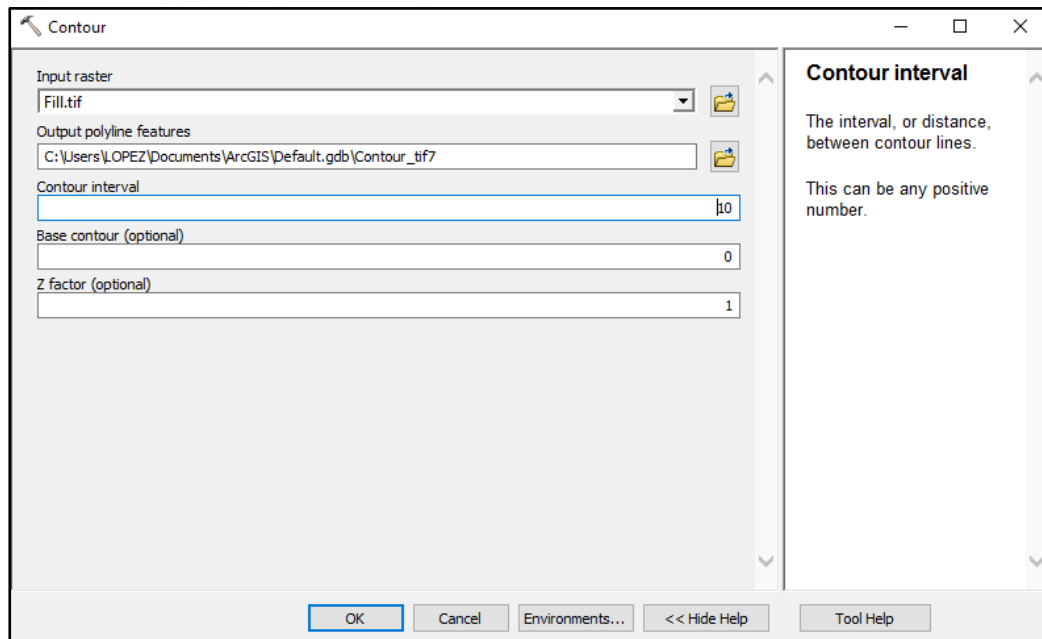 Contour
Input raster
Fill.tif
Output polyline features
C:\Users\LOPEZ\Documents\ArcGIS\Default.gdb\Contour_tif7
Contour interval
10
Base contour (optional)
0
Z factor (optional)
1
Contour interval
The interval, or distance,
between contour lines.
This can be any positive
number.
OK
Cancel
Environments...
<< Hide Help
Tool Help